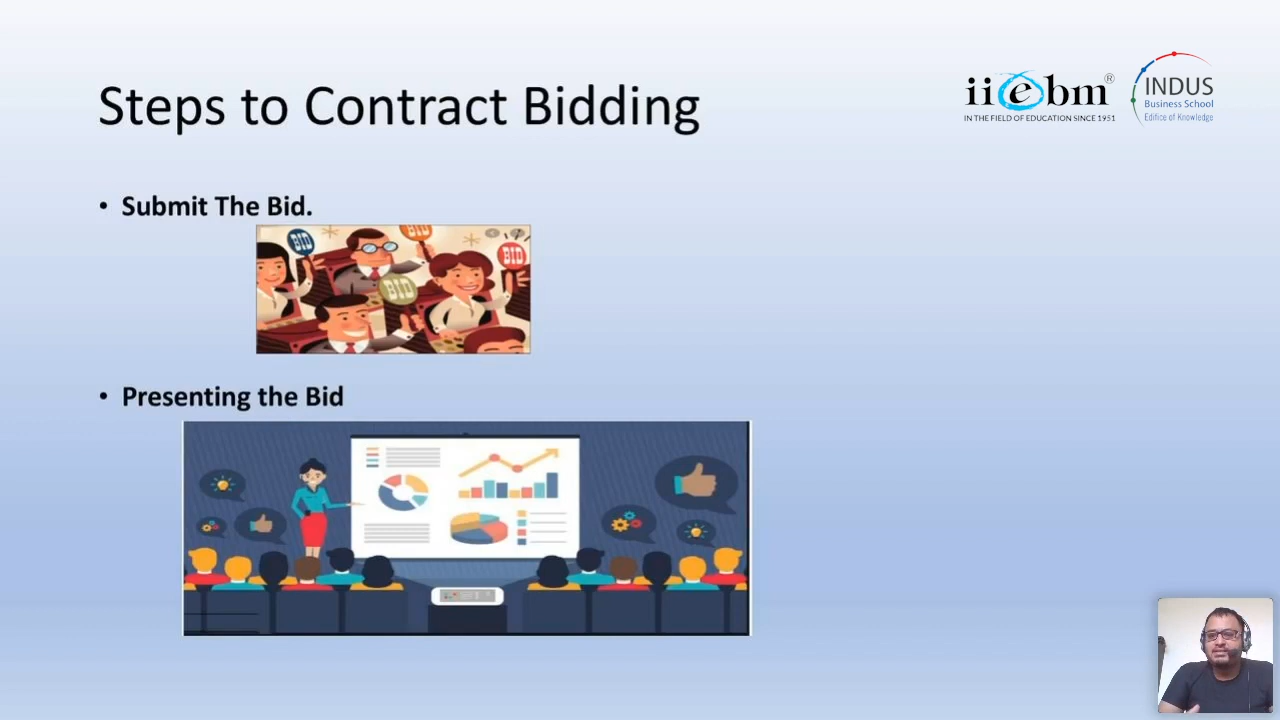 Steps to Contract Bidding
iiebm®
IN THE FIELD OF EDUCATION SINCE 1951
INDUS
Business School
Edifice of Knowledge
• Submit The Bid.
BID
BID
BID
BID
• Presenting the Bid